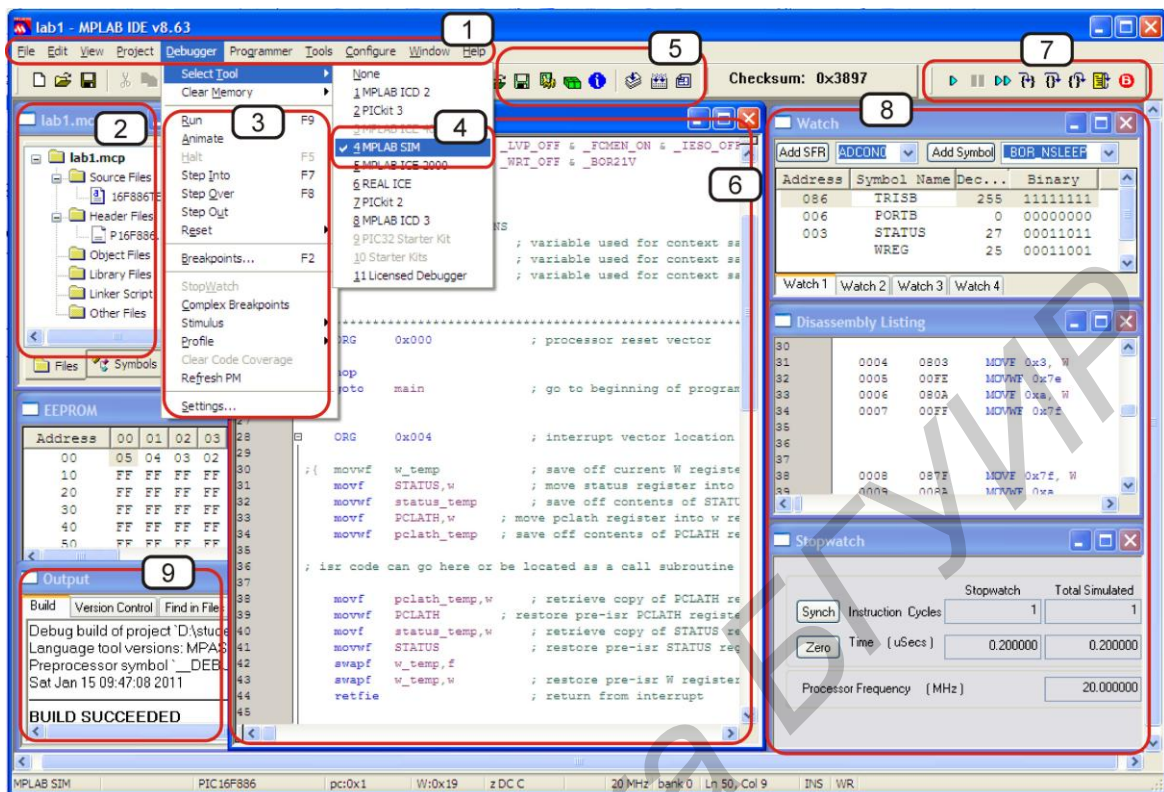 lab1 - MPLAB IDE v8.63
1
File Edit View Project Debugger Programmer Tools Configure Window Help
5
7
Checksum: 0x3897
Select Tool
Clear Memory
Run F9
Animate
Halt F5
Step Into F7
Step Over F8
Step Out
Reset
Breakpoints... F2
StopWatch
Complex Breakpoints
Stimulus
Profile
Clear Code Coverage
Refresh PM
Settings...
3
None
1 MPLAB ICD 2
2 PICkit 3
4 MPLAB SIM
5 MPLAB ICE 2000
6 REAL ICE
7 PICkit 2
8 MPLAB ICD 3
9 PIC32 Starter Kit
10 Starter Kits
11 Licensed Debugger
4
2
lab1.mcp
Source Files
Header Files
P16F886.
Object Files
Library Files
Linker Script
Other Files
Files Symbols
EEPROM
Address 00 01 02 03
00 05 04 03 02
10 FF FF FF FF
20 FF FF FF FF
30 FF FF FF FF
40 FF FF FF FF
50 FF FF FF FF
9
Output
Build Version Control Find in Files
Debug build of project `D:\stude
Language tool versions: MPAS
Preprocessor symbol `__DEBU
Sat Jan 15 09:47:08 2011
BUILD SUCCEEDED
6
_LVP_OFF & _FCMEN_ON & _IESO_OFF
_WRT_OFF & _BOR21V
NS
; variable used for context sa
; variable used for context sa
; variable used for context sa
ORG 0x000 ; processor reset vector
nop
goto main ; go to beginning of program
27
28 ORG 0x004 ; interrupt vector location
29
30 ;{ movwf w_temp ; save off current W registe
31 movf STATUS,w ; move status register into
32 movwf status_temp ; save off contents of STATU
33 movf PCLATH,w ; move pclath register into w re
34 movwf pclath_temp ; save off contents of PCLATH re
35
36 ; isr code can go here or be located as a call subroutine
37
38 movf pclath_temp,w ; retrieve copy of PCLATH re
39 movwf PCLATH ; restore pre-isr PCLATH registe
40 movf status_temp,w ; retrieve copy of STATUS re
41 movwf STATUS ; restore pre-isr STATUS reg
42 swapf w_temp,f
43 swapf w_temp,w ; restore pre-isr W register
44 retfie ; return from interrupt
45
8
Watch
Add SFR ADCON0 Add Symbol _BOR_NSLEEP
Address Symbol Name Dec... Binary
086 TRISB 255 11111111
006 PORTB 0 00000000
003 STATUS 27 00011011
WREG 25 00011001
Watch 1 Watch 2 Watch 3 Watch 4
Disassembly Listing
30
31 0004 0803 MOVF 0x3, W
32 0005 00FE MOVWF 0x7e
33 0006 080A MOVF 0xa, W
34 0007 00FF MOVWF 0x7f
35
36
37
38 0008 087F MOVF 0x7f, W
39 0009 008A MOVWF 0xa
Stopwatch
Stopwatch Total Simulated
Synch Instruction Cycles 1 1
Zero Time (uSecs) 0.200000 0.200000
Processor Frequency (MHz) 20.000000
MPLAB SIM PIC16F886 pc:0x1 W:0x19 z DC C 20 MHz bank 0 Ln 50, Col 9 INS WR
БГУИР